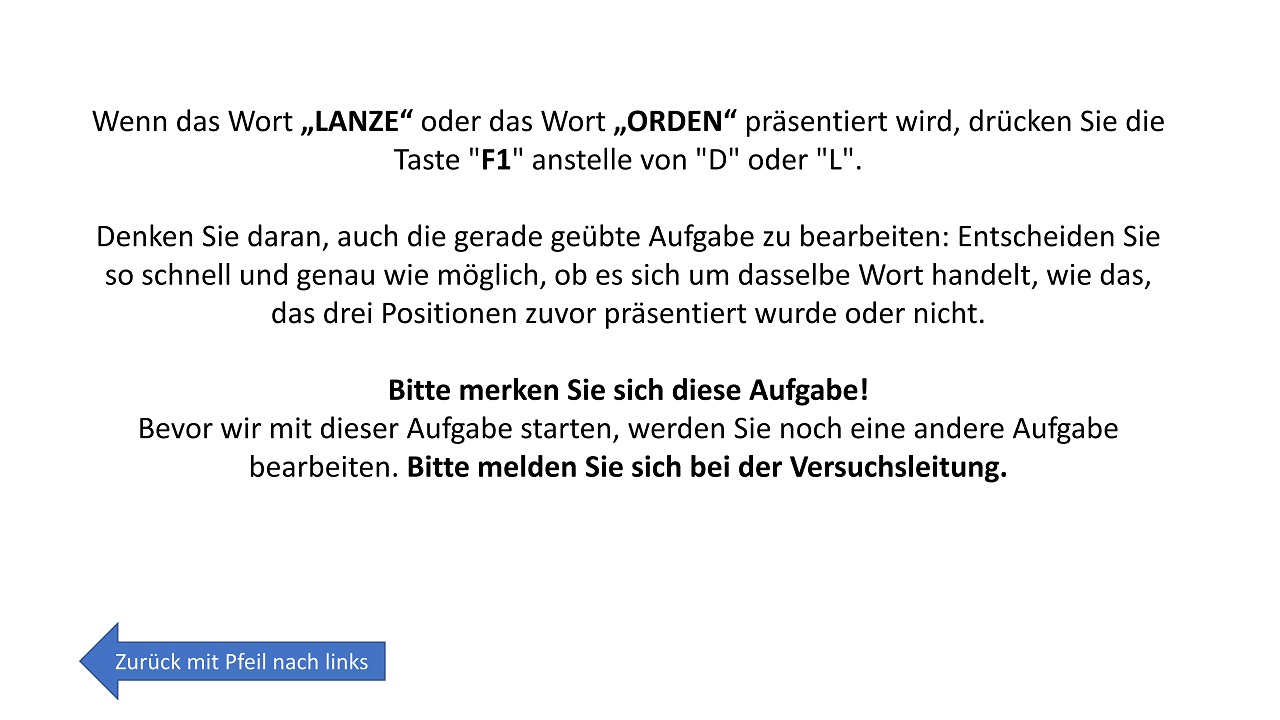 Wenn das Wort „LANZE“ oder das Wort „ORDEN“ präsentiert wird, drücken Sie die
Taste "F1" anstelle von "D" oder "L".
Denken Sie daran, auch die gerade geübte Aufgabe zu bearbeiten: Entscheiden Sie
so schnell und genau wie möglich, ob es sich um dasselbe Wort handelt, wie das,
das drei Positionen zuvor präsentiert wurde oder nicht.
Bitte merken Sie sich diese Aufgabe!
Bevor wir mit dieser Aufgabe starten, werden Sie noch eine andere Aufgabe
bearbeiten. Bitte melden Sie sich bei der Versuchsleitung.
Zurück mit Pfeil nach links